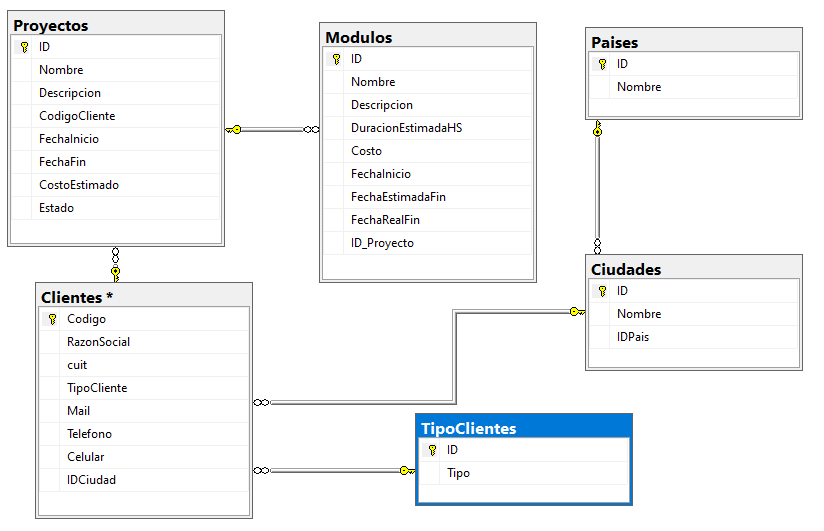 Proyectos
ID
Nombre
Descripcion
CodigoCliente
FechaInicio
FechaFin
CostoEstimado
Estado
Modulos
ID
Nombre
Descripcion
DuracionEstimadaHS
Costo
FechaInicio
FechaEstimadaFin
FechaRealFin
ID_Proyecto
Paises
ID
Nombre
Clientes *
Codigo
RazonSocial
cuit
TipoCliente
Mail
Telefono
Celular
IDCiudad
Ciudades
ID
Nombre
IDPais
TipoClientes
ID
Tipo